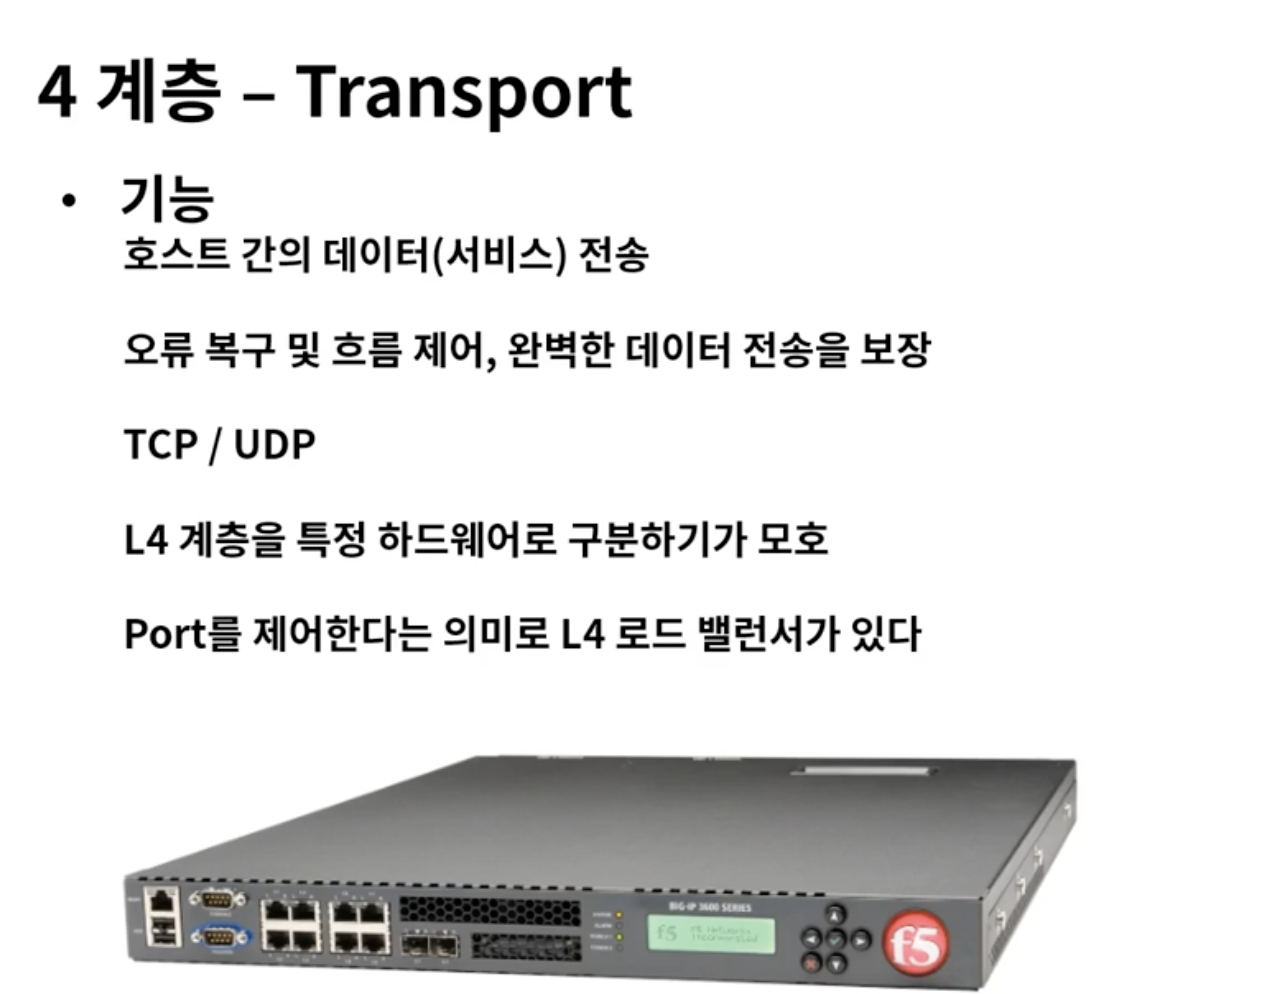 4 계층 – Transport
• 기능
호스트 간의 데이터(서비스) 전송
오류 복구 및 흐름 제어, 완벽한 데이터 전송을 보장
TCP / UDP
L4 계층을 특정 하드웨어로 구분하기가 모호
Port를 제어한다는 의미로 L4 로드 밸런서가 있다
BIG-IP 3600 SERIES
f5
f5